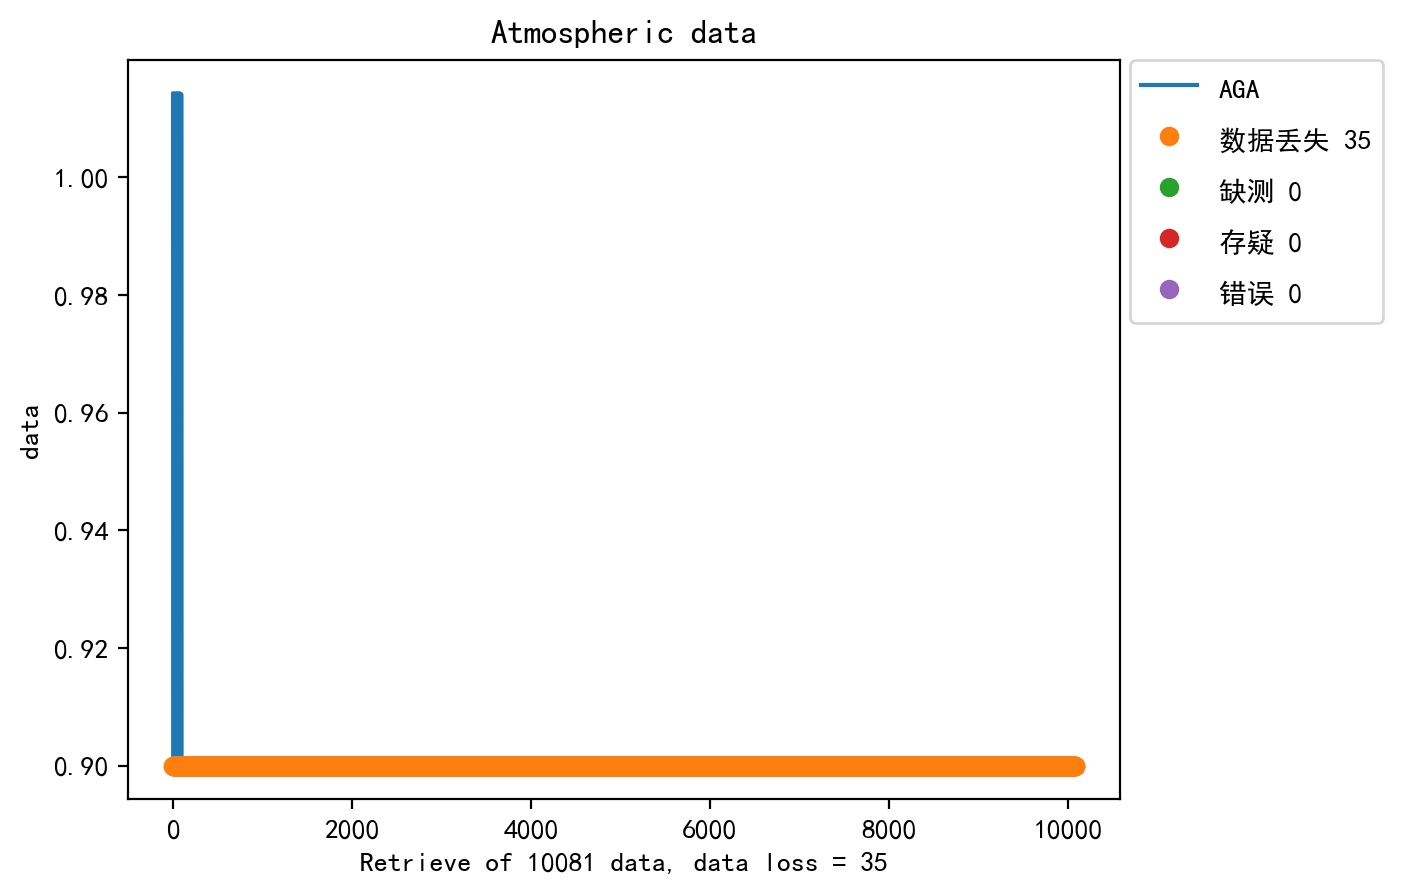 Atmospheric data
AGA
数据丢失 35
缺测 0
存疑 0
错误 0
data
1.00
0.98
0.96
0.94
0.92
0.90
0
2000
4000
6000
8000
10000
Retrieve of 10081 data, data loss = 35